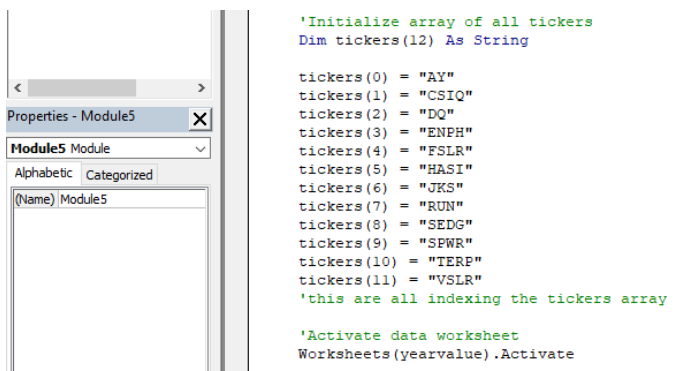 Properties - Module5
Module5 Module
Alphabetic Categorized
(Name) Module5
'Initialize array of all tickers
Dim tickers(12) As String
tickers(0) = "AY"
tickers(1) = "CSIQ"
tickers(2) = "DQ"
tickers(3) = "ENPH"
tickers(4) = "FSLR"
tickers(5) = "HASI"
tickers(6) = "JKS"
tickers(7) = "RUN"
tickers(8) = "SEDG"
tickers(9) = "SPWR"
tickers(10) = "TERP"
tickers(11) = "VSLR"
'this are all indexing the tickers array
'Activate data worksheet
Worksheets(yearvalue).Activate